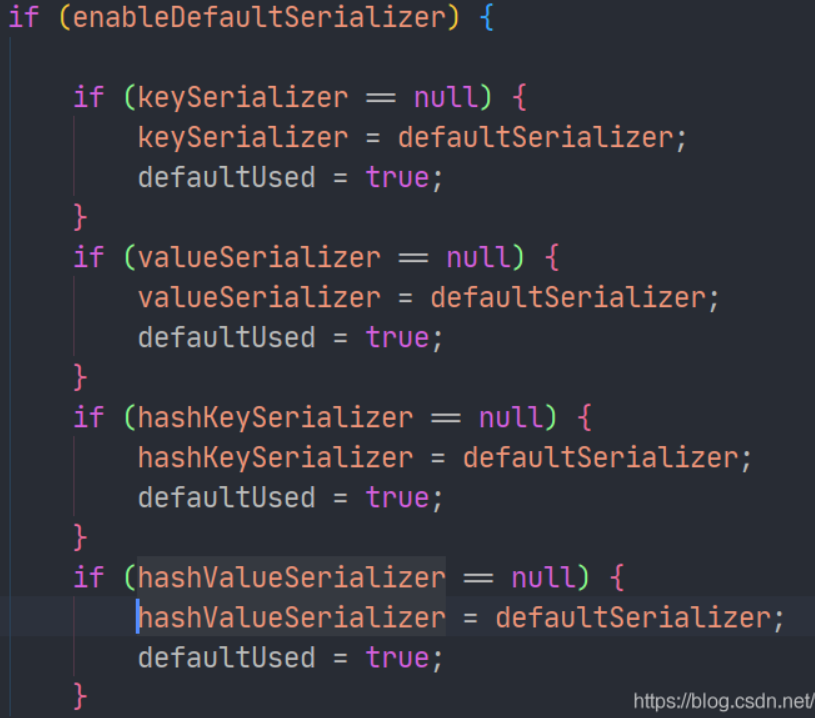 if (enableDefaultSerializer) {
if (keySerializer == null) {
keySerializer = defaultSerializer;
defaultUsed = true;
}
if (valueSerializer == null) {
valueSerializer = defaultSerializer;
defaultUsed = true;
}
if (hashKeySerializer == null) {
hashKeySerializer = defaultSerializer;
defaultUsed = true;
}
if (hashValueSerializer == null) {
hashValueSerializer = defaultSerializer;
defaultUsed = true;
}
https://blog.csdn.net/